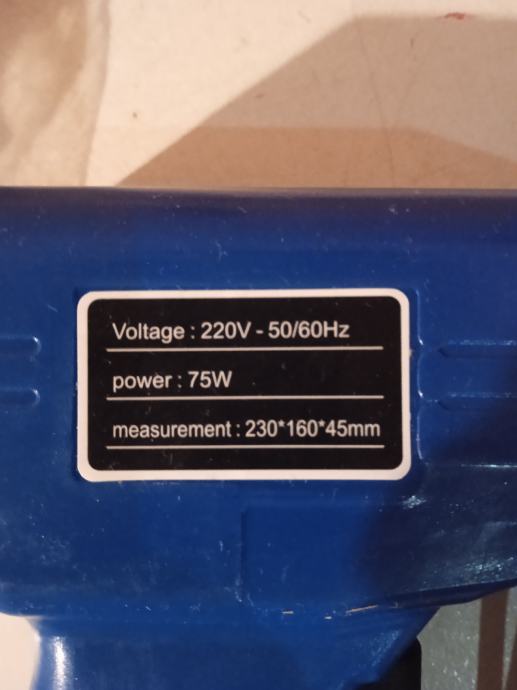 Voltage : 220V - 50/60Hz
power : 75W
measurement : 230*160*45mm